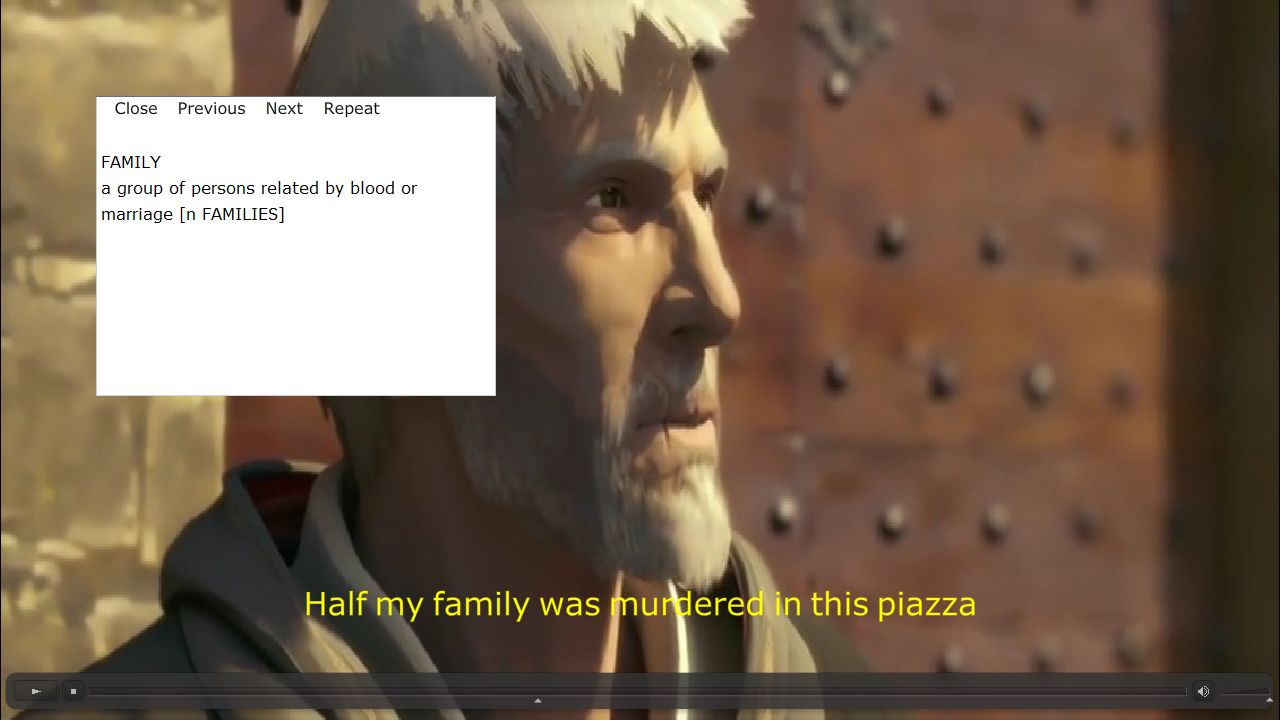 Close Previous Next Repeat
FAMILY
a group of persons related by blood or
marriage [n FAMILIES]
Half my family was murdered in this piazza